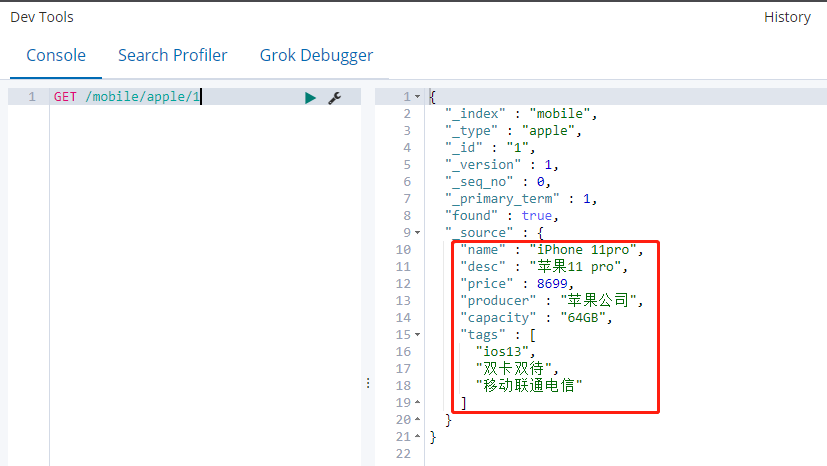 Dev Tools
History
Console
Search Profiler
Grok Debugger
1 GET /mobile/apple/1
1 {
2 "_index" : "mobile",
3 "_type" : "apple",
4 "_id" : "1",
5 "_version" : 1,
6 "_seq_no" : 0,
7 "_primary_term" : 1,
8 "found" : true,
9 "_source" : {
10 "name" : "iPhone 11pro",
11 "desc" : "苹果11 pro",
12 "price" : 8699,
13 "producer" : "苹果公司",
14 "capacity" : "64GB",
15 "tags" : [
16 "ios13",
17 "双卡双待",
18 "移动联通电信"
19 ]
20 }
21 }
22